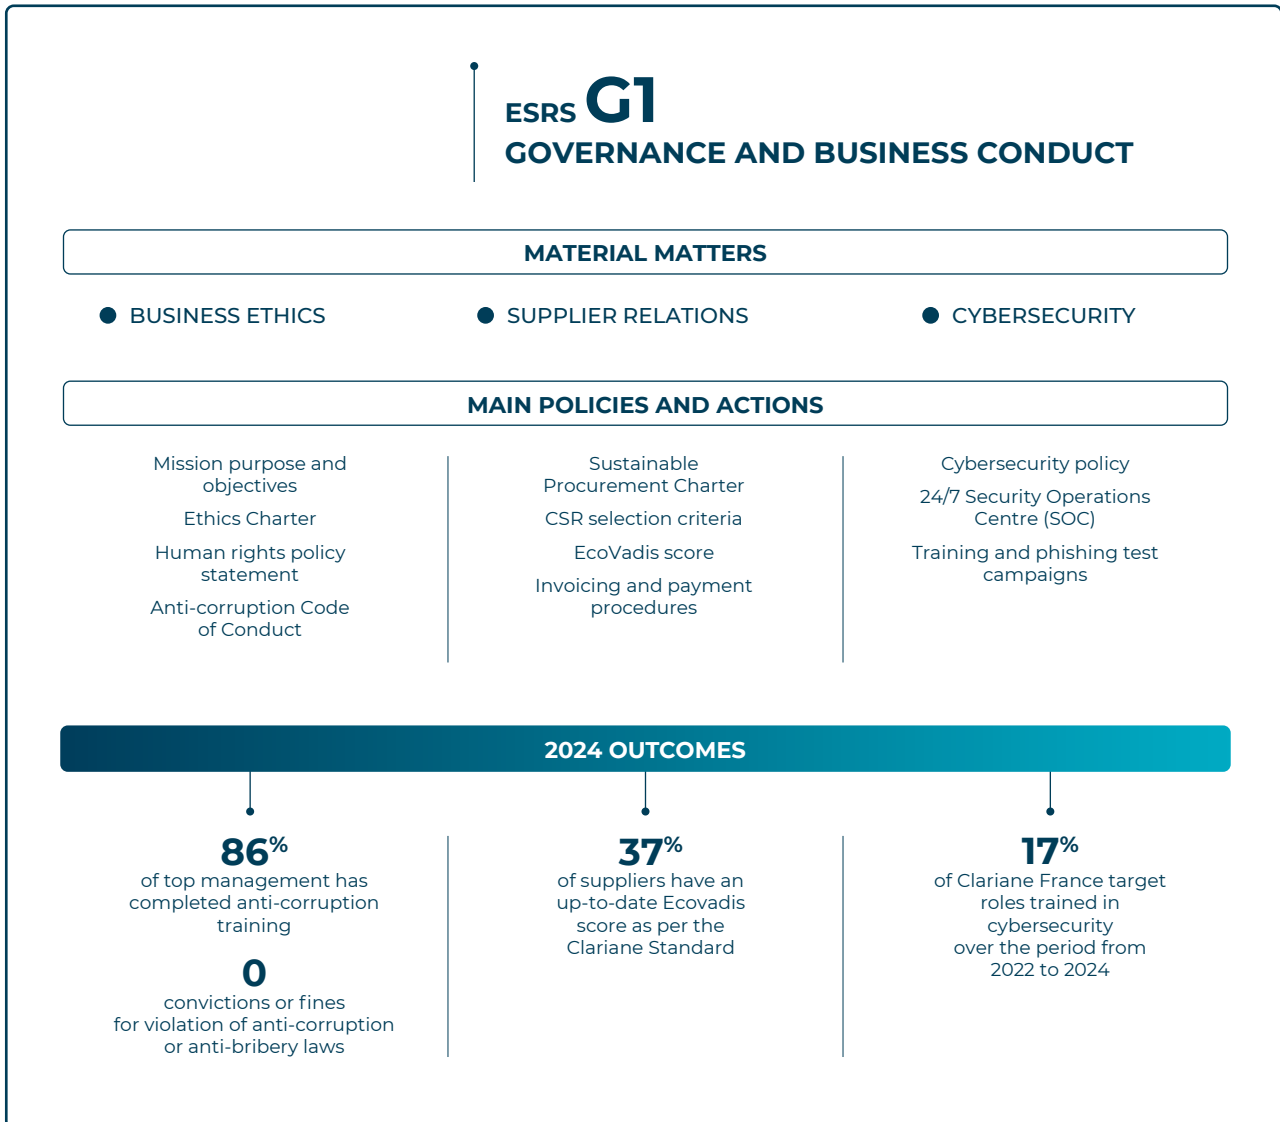 ESRS G1
GOVERNANCE AND BUSINESS CONDUCT
MATERIAL MATTERS
BUSINESS ETHICS
SUPPLIER RELATIONS
CYBERSECURITY
MAIN POLICIES AND ACTIONS
Mission purpose and
objectives
Ethics Charter
Human rights policy
statement
Anti-corruption Code
of Conduct
Sustainable
Procurement Charter
CSR selection criteria
EcoVadis score
Invoicing and payment
procedures
Cybersecurity policy
24/7 Security Operations
Centre (SOC)
Training and phishing test
campaigns
2024 OUTCOMES
86%
of top management has
completed anti-corruption
training
0
convictions or fines
for violation of anti-corruption
or anti-bribery laws
37%
of suppliers have an
up-to-date Ecovadis
score as per the
Clariane Standard
17%
of Clariane France target
roles trained in
cybersecurity
over the period from
2022 to 2024